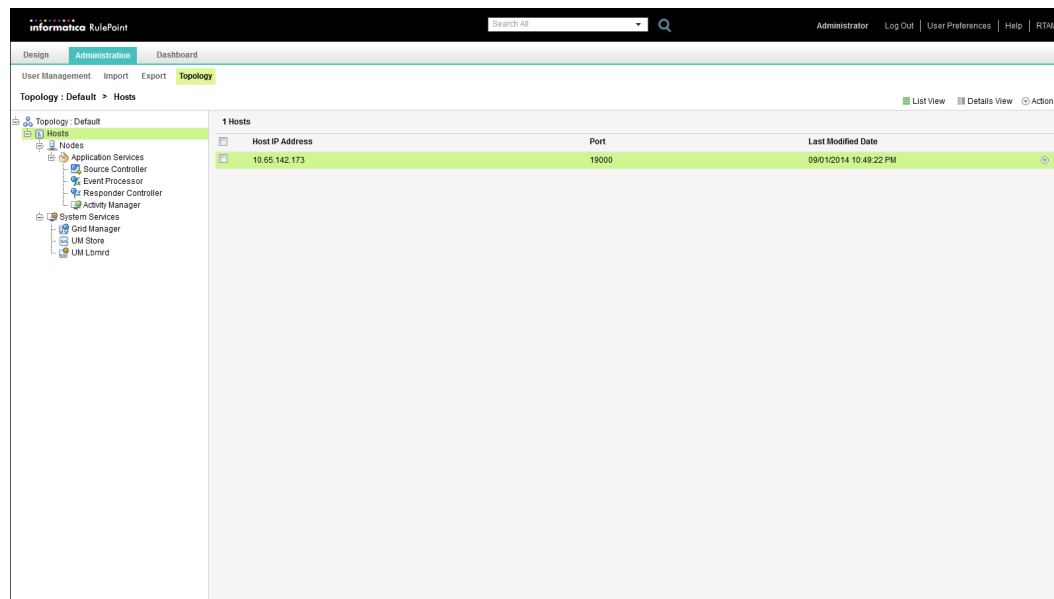 informatica RulePoint Search All Administrator Log Out | User Preferences | Help | RTAM
Design Administration Dashboard
User Management Import Export Topology
Topology : Default > Hosts List View Details View Action
Topology : Default
Hosts
Nodes
Application Services
Source Controller
Event Processor
Responder Controller
Activity Manager
System Services
Grid Manager
UM Store
UM Lbmrd
1 Hosts
Host IP Address Port Last Modified Date
10.65.142.173 19000 09/01/2014 10:49:22 PM